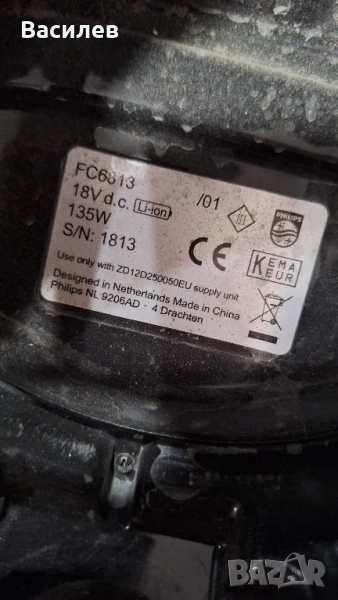 Василев
FC6813 /01
18V d.c. Li-ion
135W
S/N: 1813
PHILIPS
CE
KEMA
KEUR
Use only with ZD12D250050EU supply unit
Designed in Netherlands Made in China
Philips NL 9206AD - 4 Drachten
BAZAR